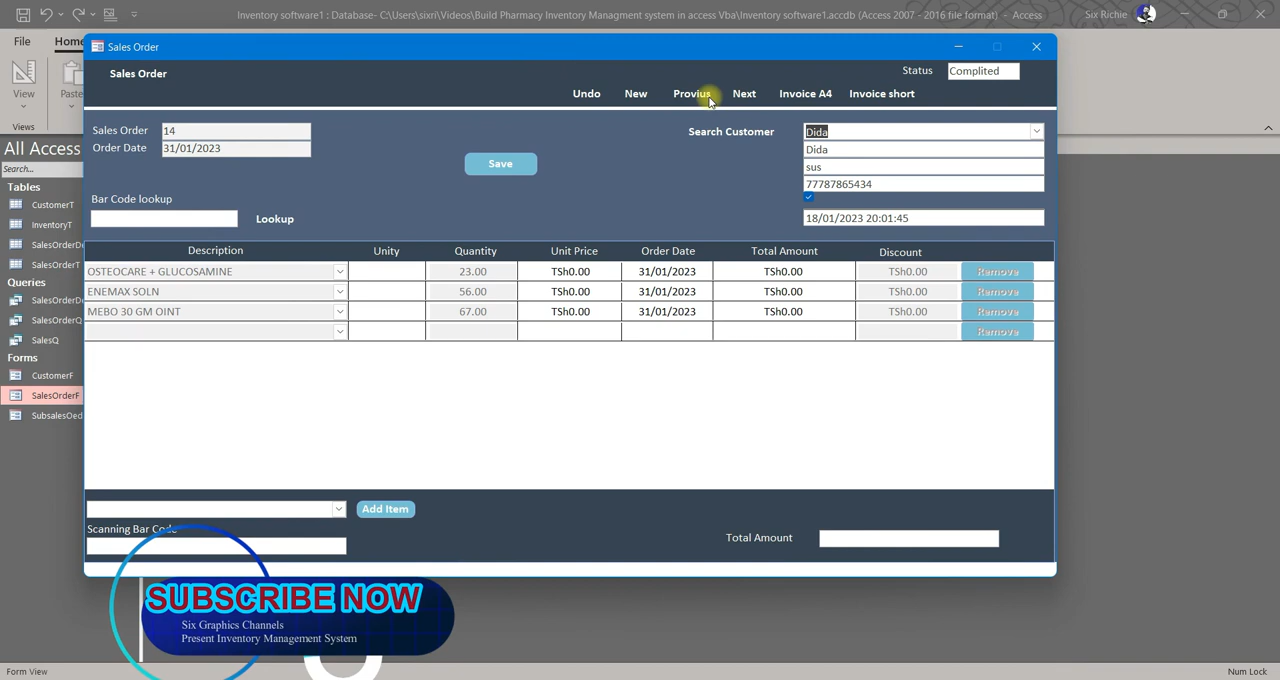 Inventory software1 : Database- C:\Users\sixri\Videos\Build Pharmacy Inventory Managment system in access Vba\Inventory software1.accdb (Access 2007 - 2016 file format) - Access
Six Richie
File
Home
View
Paste
Views
Sales Order
Sales Order
Status
Complited
Undo
New
Provius
Next
Invoice A4
Invoice short
Sales Order
14
Order Date
31/01/2023
Save
Search Customer
Dida
Dida
sus
77787865434
18/01/2023 20:01:45
Bar Code lookup
Lookup
Description Unity Quantity Unit Price Order Date Total Amount Discount
OSTEOCARE + GLUCOSAMINE 23.00 TSh0.00 31/01/2023 TSh0.00 TSh0.00 Remove
ENEMAX SOLN 56.00 TSh0.00 31/01/2023 TSh0.00 TSh0.00 Remove
MEBO 30 GM OINT 67.00 TSh0.00 31/01/2023 TSh0.00 TSh0.00 Remove
Remove
Add Item
Scanning Bar Code
Total Amount
All Access
Search...
Tables
CustomerT
InventoryT
SalesOrderDe
SalesOrderT
Queries
SalesOrderDe
SalesOrderQ
SalesQ
Forms
CustomerF
SalesOrderF
SubsalesOed
SUBSCRIBE NOW
Six Graphics Channels
Present Inventory Management System
Form View
Num Lock